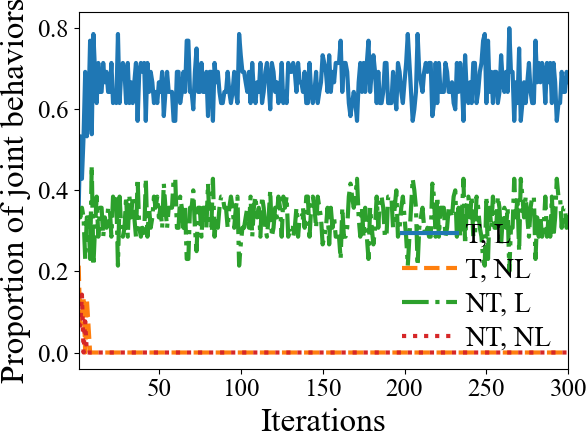 Proportion of joint behaviors
0.8
0.6
0.4
0.2
0.0
T, L
T, NL
NT, L
NT, NL
50
100
150
200
250
300
Iterations